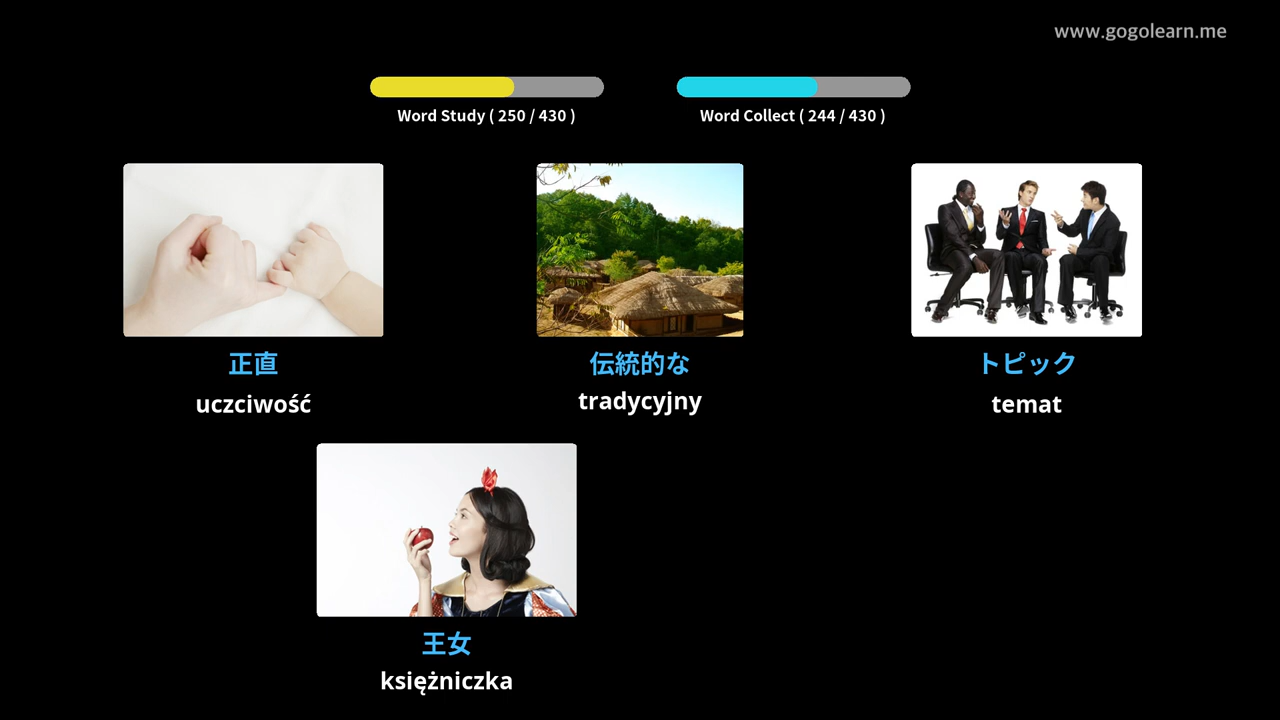 www.gogolearn.me
Word Study ( 250 / 430 )
Word Collect ( 244 / 430 )
正直
uczciwość
伝統的な
tradycyjny
トピック
temat
王女
księżniczka